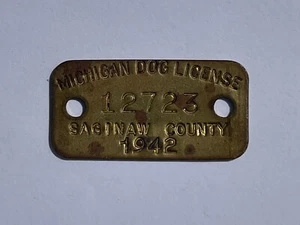 MICHIGAN DOG LICENSE
12723
SAGINAW COUNTY
1942